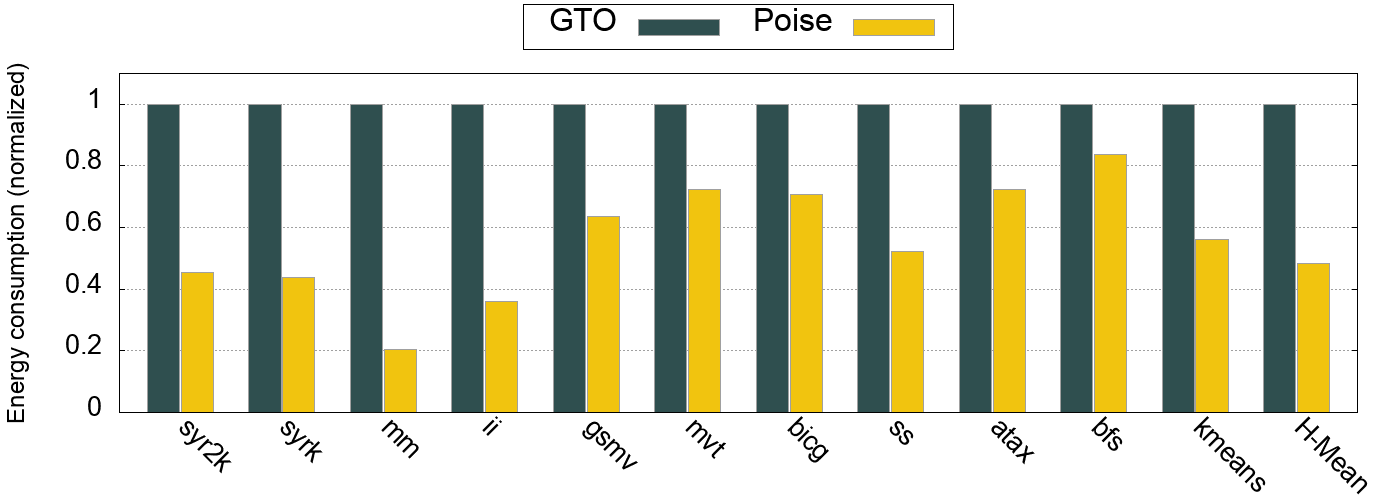 GTO Poise
Energy consumption (normalized)
1
0.8
0.6
0.4
0.2
0
syr2k syrk mm ii gsmv mvt bicg ss atax bfs kmeans H-Mean